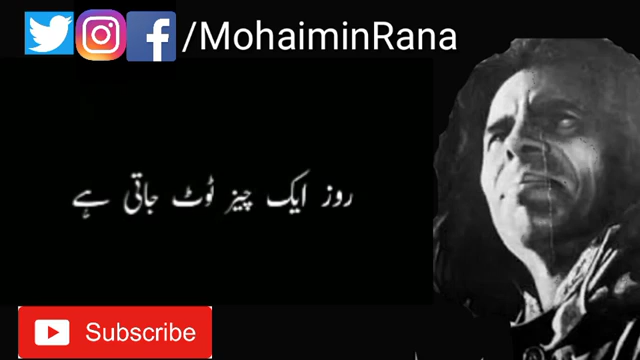 /MohaiminRana
روز ایک چیز ٹوٹ جاتی ہے
Subscribe